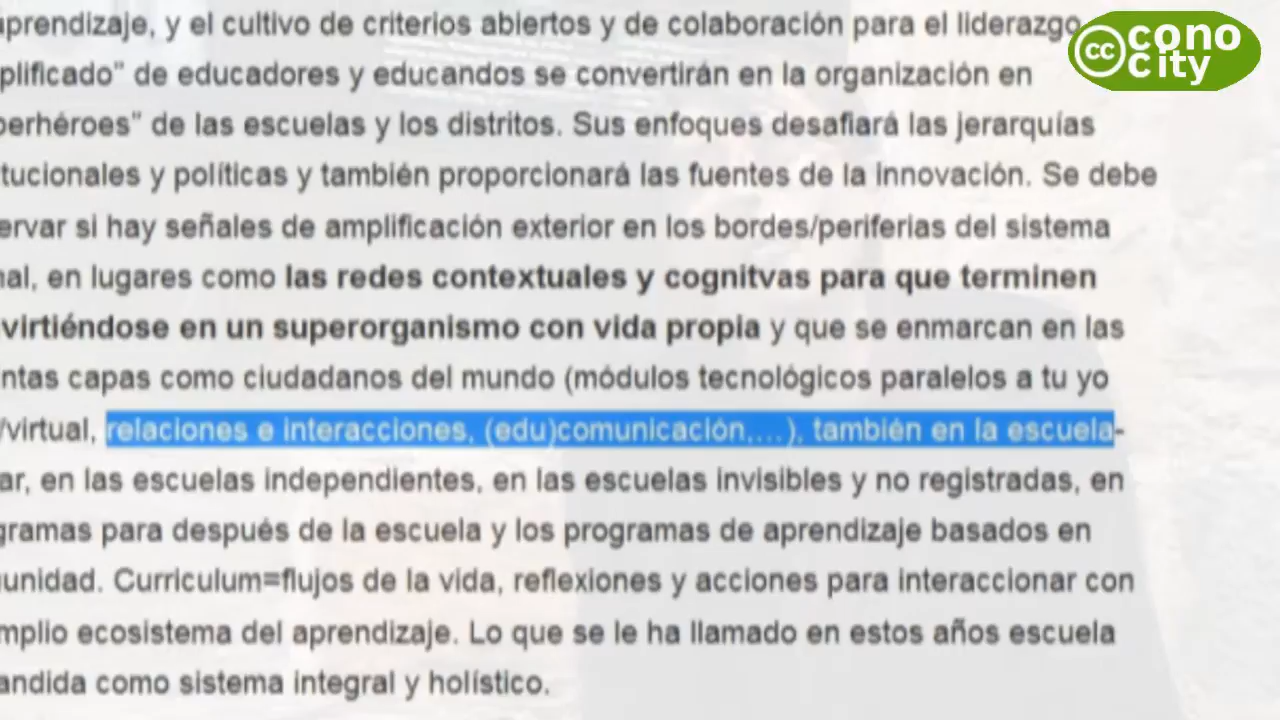 aprendizaje, y el cultivo de criterios abiertos y de colaboración para el liderazgo
cc cono city
plificado" de educadores y educandos se convertirán en la organización en
perhéroes" de las escuelas y los distritos. Sus enfoques desafiará las jerarquías
tucionales y políticas y también proporcionará las fuentes de la innovación. Se debe
ervar si hay señales de amplificación exterior en los bordes/periferias del sistema
nal, en lugares como las redes contextuales y cognitvas para que terminen
virtiéndose en un superorganismo con vida propia y que se enmarcan en las
ntas capas como ciudadanos del mundo (módulos tecnológicos paralelos a tu yo
/virtual, relaciones e interacciones, (edu)comunicación,...), también en la escuela-
ar, en las escuelas independientes, en las escuelas invisibles y no registradas, en
gramas para después de la escuela y los programas de aprendizaje basados en
unidad. Curriculum=flujos de la vida, reflexiones y acciones para interaccionar con
mplio ecosistema del aprendizaje. Lo que se le ha llamado en estos años escuela
andida como sistema integral y holístico.